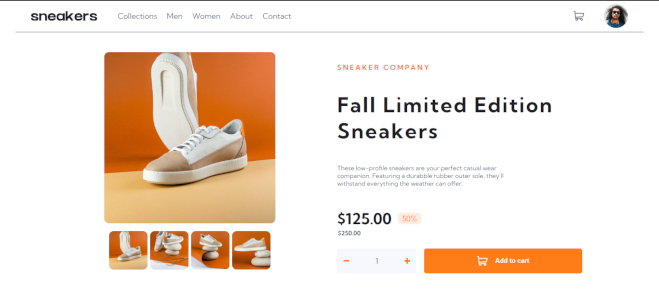 sneakers
Collections Men Women About Contact
SNEAKER COMPANY
Fall Limited Edition
Sneakers
These low-profile sneakers are your perfect casual wear
companion. Featuring a durabble rubber outer sole, they'll
withstand everything the weather can offer.
$125.00 50%
$250.00
- 1 +
Add to cart